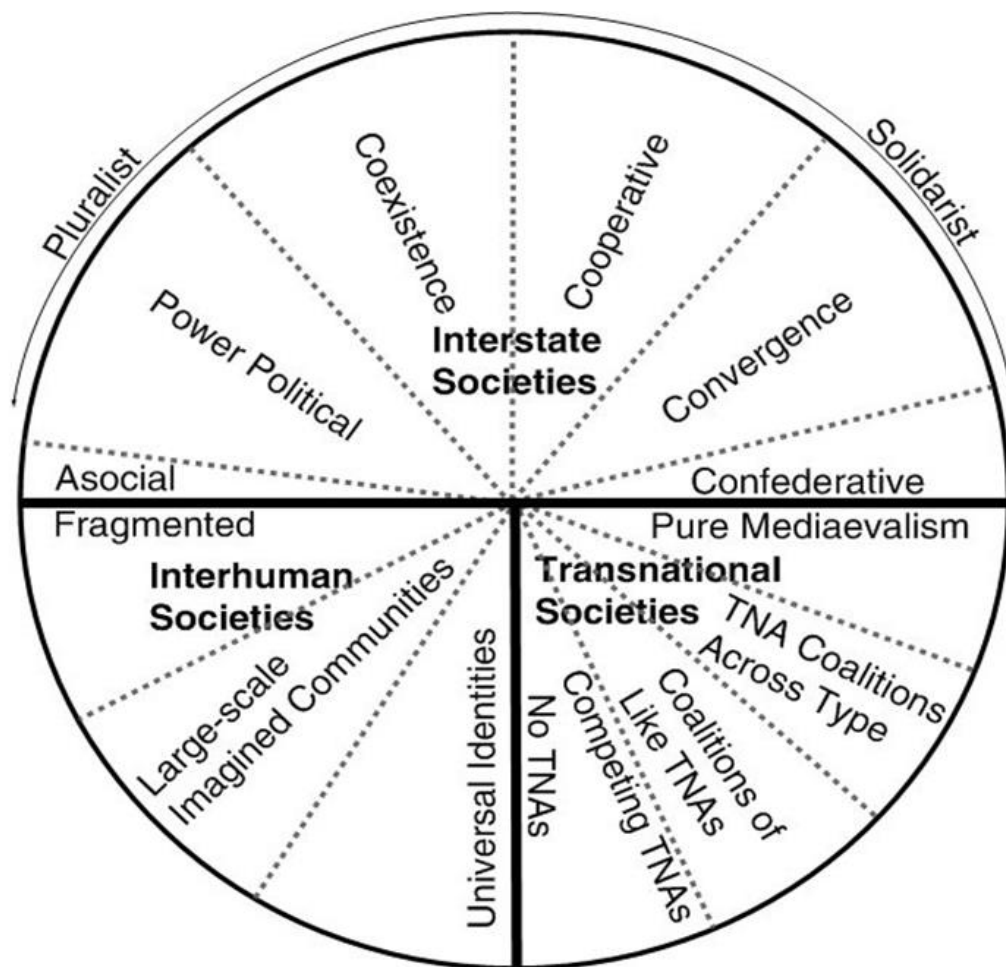 Pluralist
Solidarist
Coexistence
Cooperative
Power Political
Convergence
Interstate
Societies
Asocial
Confederative
Fragmented
Pure Mediaevalism
Interhuman
Societies
Transnational
Societies
Large-scale
Imagined Communities
Universal Identities
No TNAs
Competing TNAs
Coalitions of
Like TNAs
TNA Coalitions
Across Type